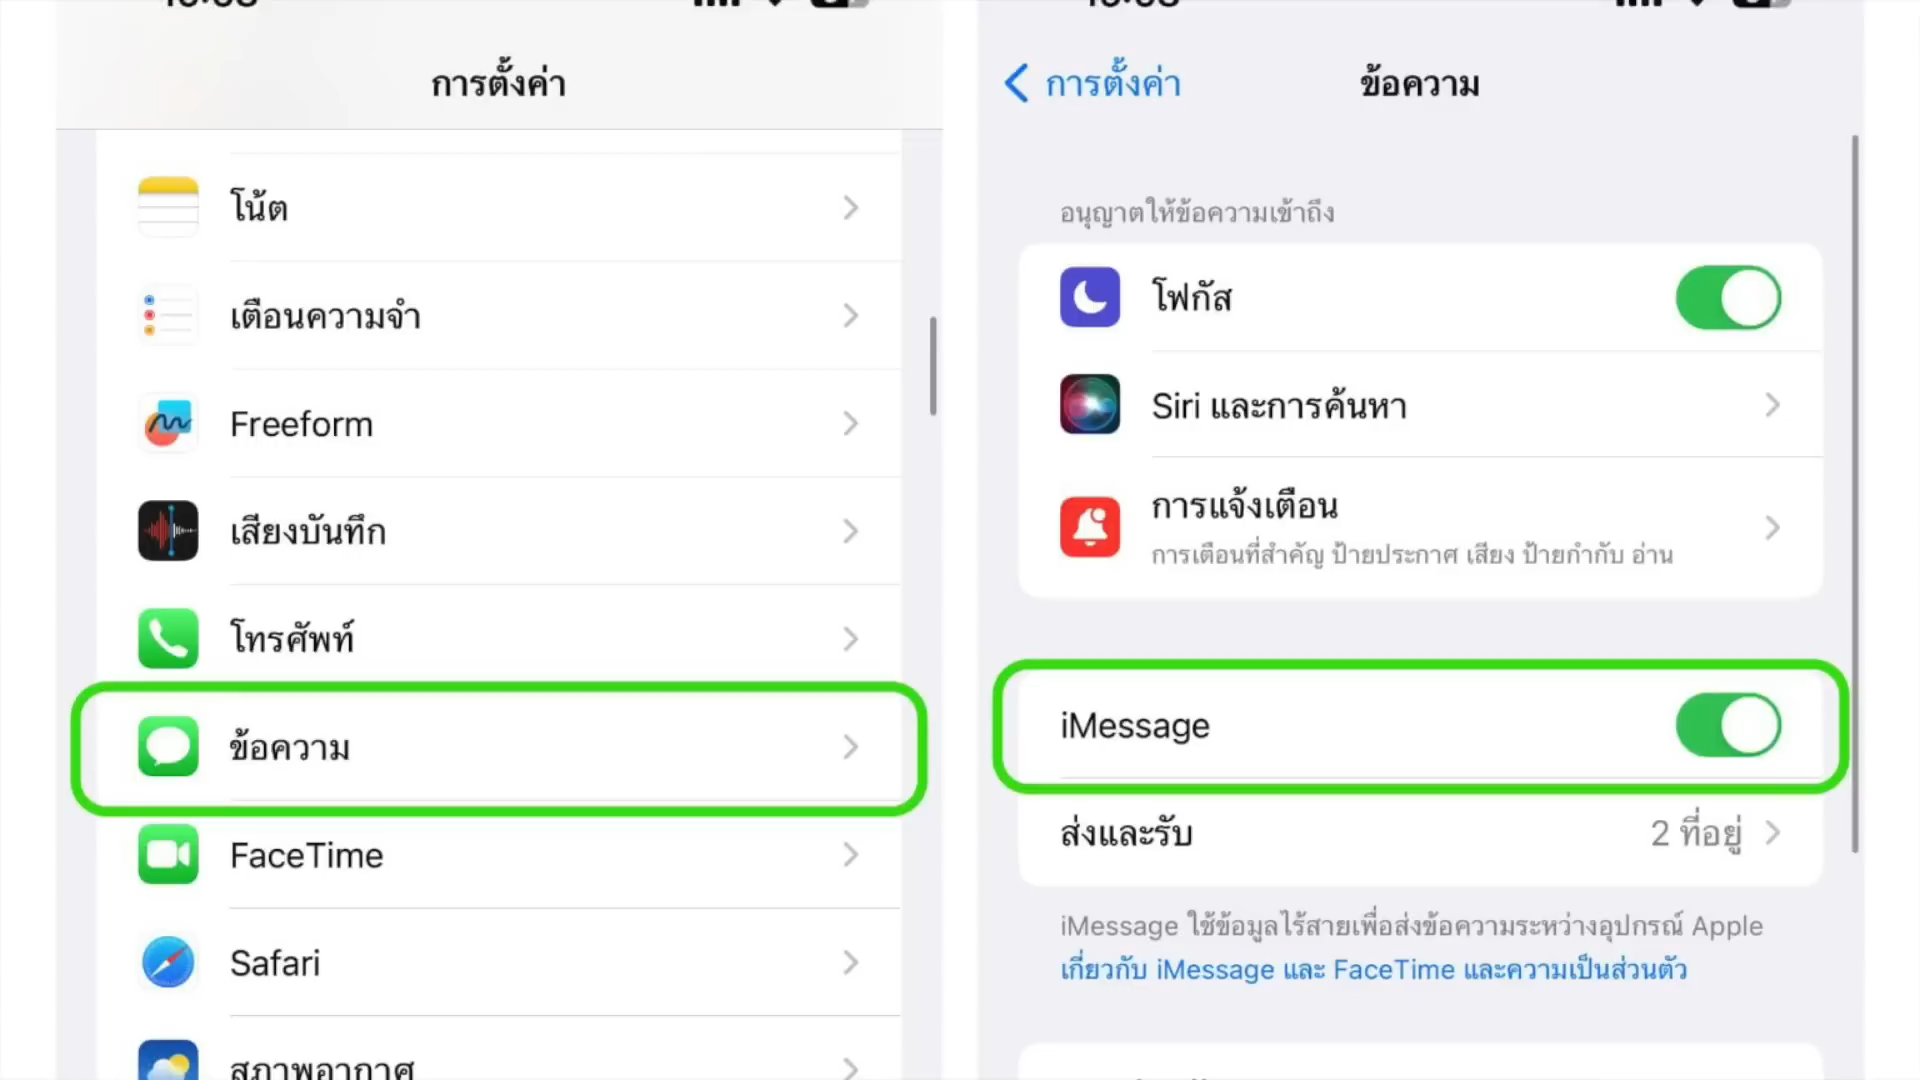 การตั้งค่า
โน้ต
เตือนความจำ
Freeform
เสียงบันทึก
โทรศัพท์
ข้อความ
FaceTime
Safari
สภาพอากาศ
การตั้งค่า
ข้อความ
อนุญาตให้ข้อความเข้าถึง
โฟกัส
Siri และการค้นหา
การแจ้งเตือน
การเตือนที่สำคัญ ป้ายประกาศ เสียง ป้ายกำกับ อ่าน
iMessage
ส่งและรับ
2 ที่อยู่
iMessage ใช้ข้อมูลไร้สายเพื่อส่งข้อความระหว่างอุปกรณ์ Apple
เกี่ยวกับ iMessage และ FaceTime และความเป็นส่วนตัว